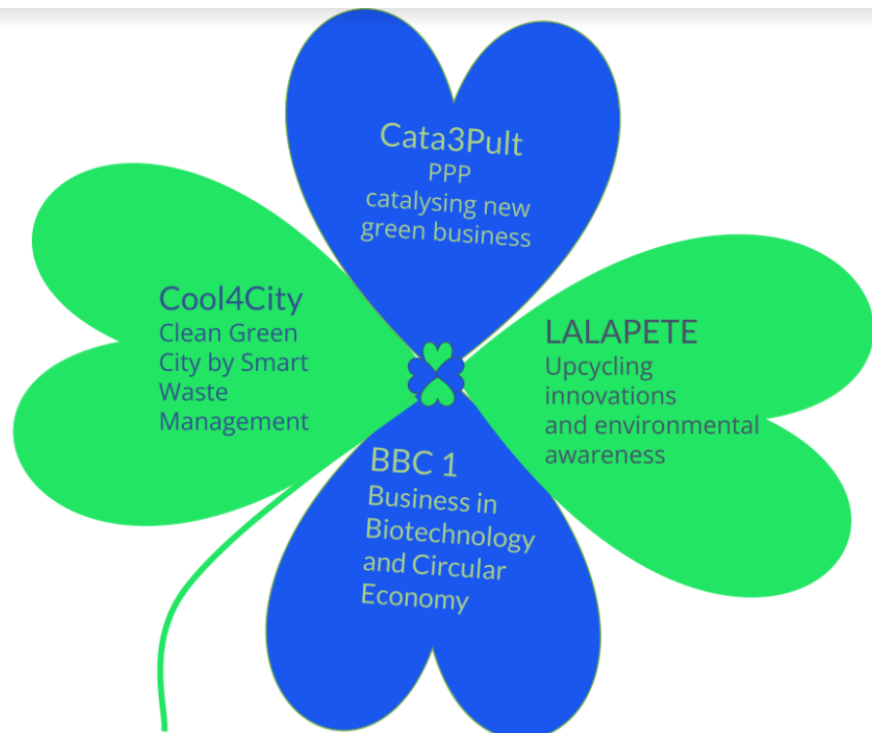 Cata3Pult
PPP
catalysing new
green business
Cool4City
Clean Green
City by Smart
Waste
Management
LALAPETE
Upcycling
innovations
and environmental
awareness
BBC 1
Business in
Biotechnology
and Circular
Economy